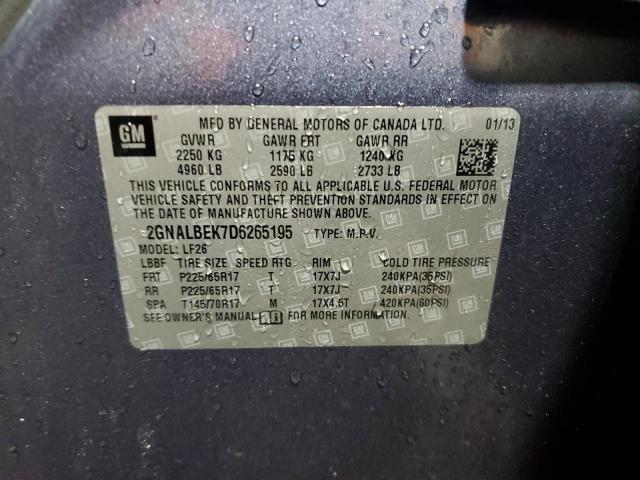 GM
MFD BY GENERAL MOTORS OF CANADA LTD. 01/13
GVWR GAWR FRT GAWR RR
2250 KG 1175 KG 1240 KG
4960 LB 2590 LB 2733 LB
THIS VEHICLE CONFORMS TO ALL APPLICABLE U.S. FEDERAL MOTOR
VEHICLE SAFETY AND THEFT PREVENTION STANDARDS IN EFFECT ON
THE DATE OF MANUFACTURE SHOWN ABOVE.
2GNALBEK7D6265195 TYPE: M.P.V.
MODEL: LF26
LBBF TIRE SIZE SPEED RTG RIM COLD TIRE PRESSURE
FRT P225/65R17 T 17X7J 240KPA(35PSI)
RR P225/65R17 T 17X7J 240KPA(35PSI)
SPA T145/70R17 M 17X4.5T 420KPA(60PSI)
SEE OWNER'S MANUAL